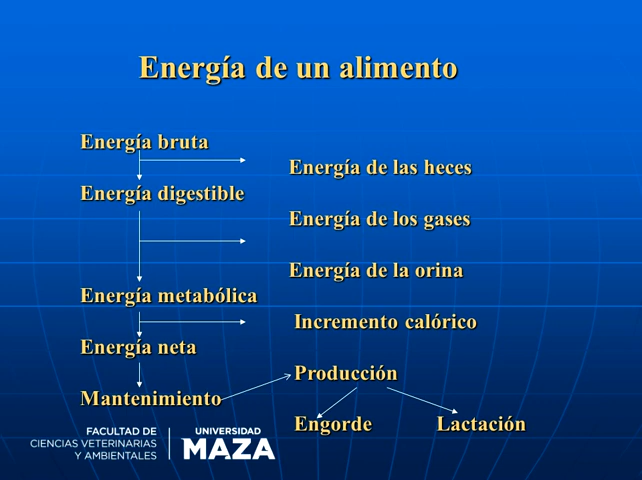 Energía de un alimento
Energía bruta
Energía de las heces
Energía digestible
Energía de los gases
Energía de la orina
Energía metabólica
Incremento calórico
Energía neta
Producción
Mantenimiento
Engorde
Lactación
FACULTAD DE
CIENCIAS VETERINARIAS
Y AMBIENTALES
UNIVERSIDAD
MAZA